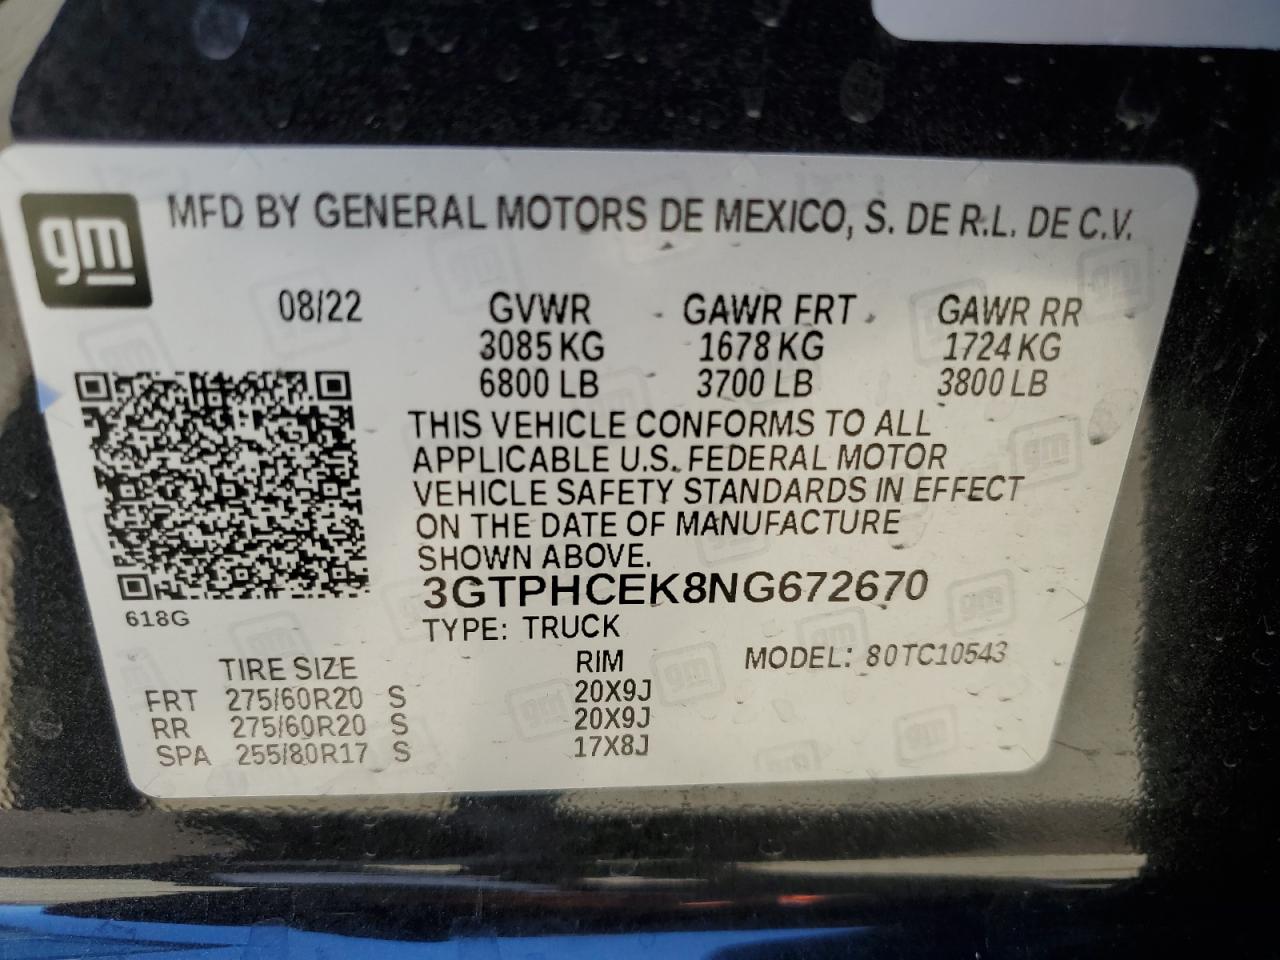 gm
MFD BY GENERAL MOTORS DE MEXICO, S. DE R.L. DE C.V.
08/22 GVWR GAWR FRT GAWR RR
3085 KG 1678 KG 1724 KG
6800 LB 3700 LB 3800 LB
THIS VEHICLE CONFORMS TO ALL
APPLICABLE U.S. FEDERAL MOTOR
VEHICLE SAFETY STANDARDS IN EFFECT
ON THE DATE OF MANUFACTURE
SHOWN ABOVE.
3GTPHCEK8NG672670
618G
TYPE: TRUCK
TIRE SIZE RIM MODEL: 80TC10543
FRT 275/60R20 S 20X9J
RR 275/60R20 S 20X9J
SPA 255/80R17 S 17X8J